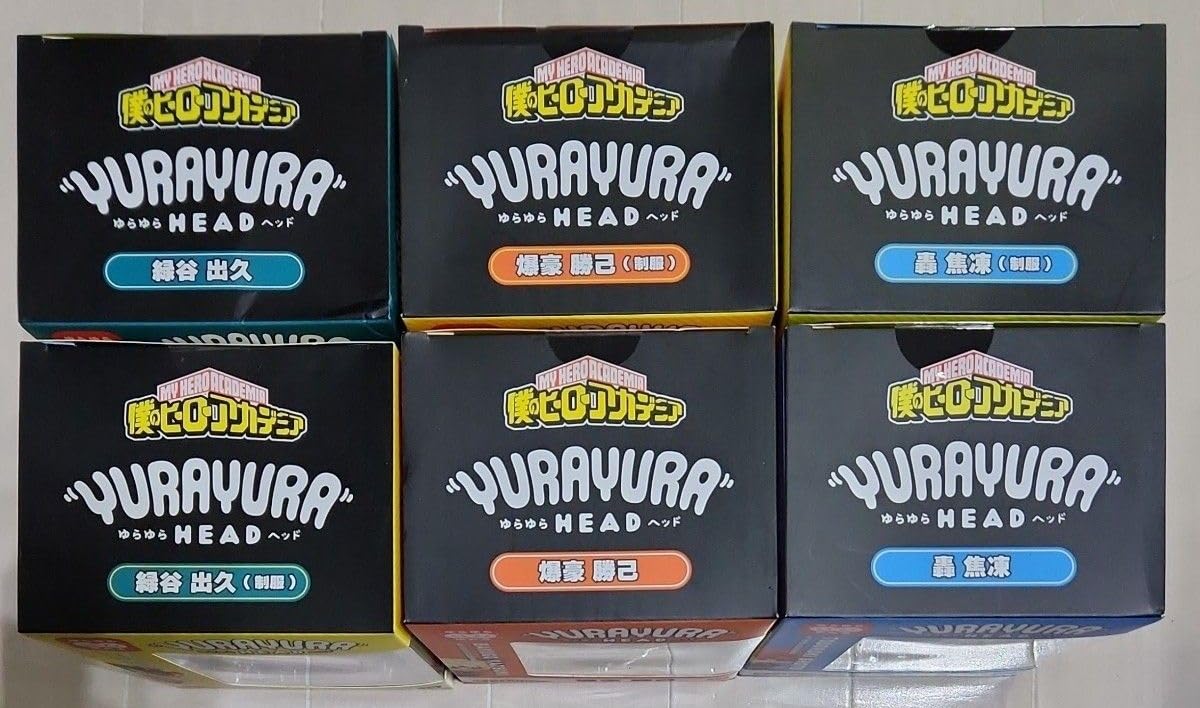 MY HERO ACADEMIA
僕のヒーローアカデミア
"YURAYURA"
ゆらゆら HEAD ヘッド
緑谷 出久
MY HERO ACADEMIA
僕のヒーローアカデミア
"YURAYURA"
ゆらゆら HEAD ヘッド
爆豪 勝己(制服)
MY HERO ACADEMIA
僕のヒーローアカデミア
"YURAYURA"
ゆらゆら HEAD ヘッド
轟 焦凍(制服)
MY HERO ACADEMIA
僕のヒーローアカデミア
"YURAYURA"
ゆらゆら HEAD ヘッド
緑谷 出久(制服)
MY HERO ACADEMIA
僕のヒーローアカデミア
"YURAYURA"
ゆらゆら HEAD ヘッド
爆豪 勝己
MY HERO ACADEMIA
僕のヒーローアカデミア
"YURAYURA"
ゆらゆら HEAD ヘッド
轟 焦凍
"YURAYURA"
YURAYURA
HEAD
YURAYURA